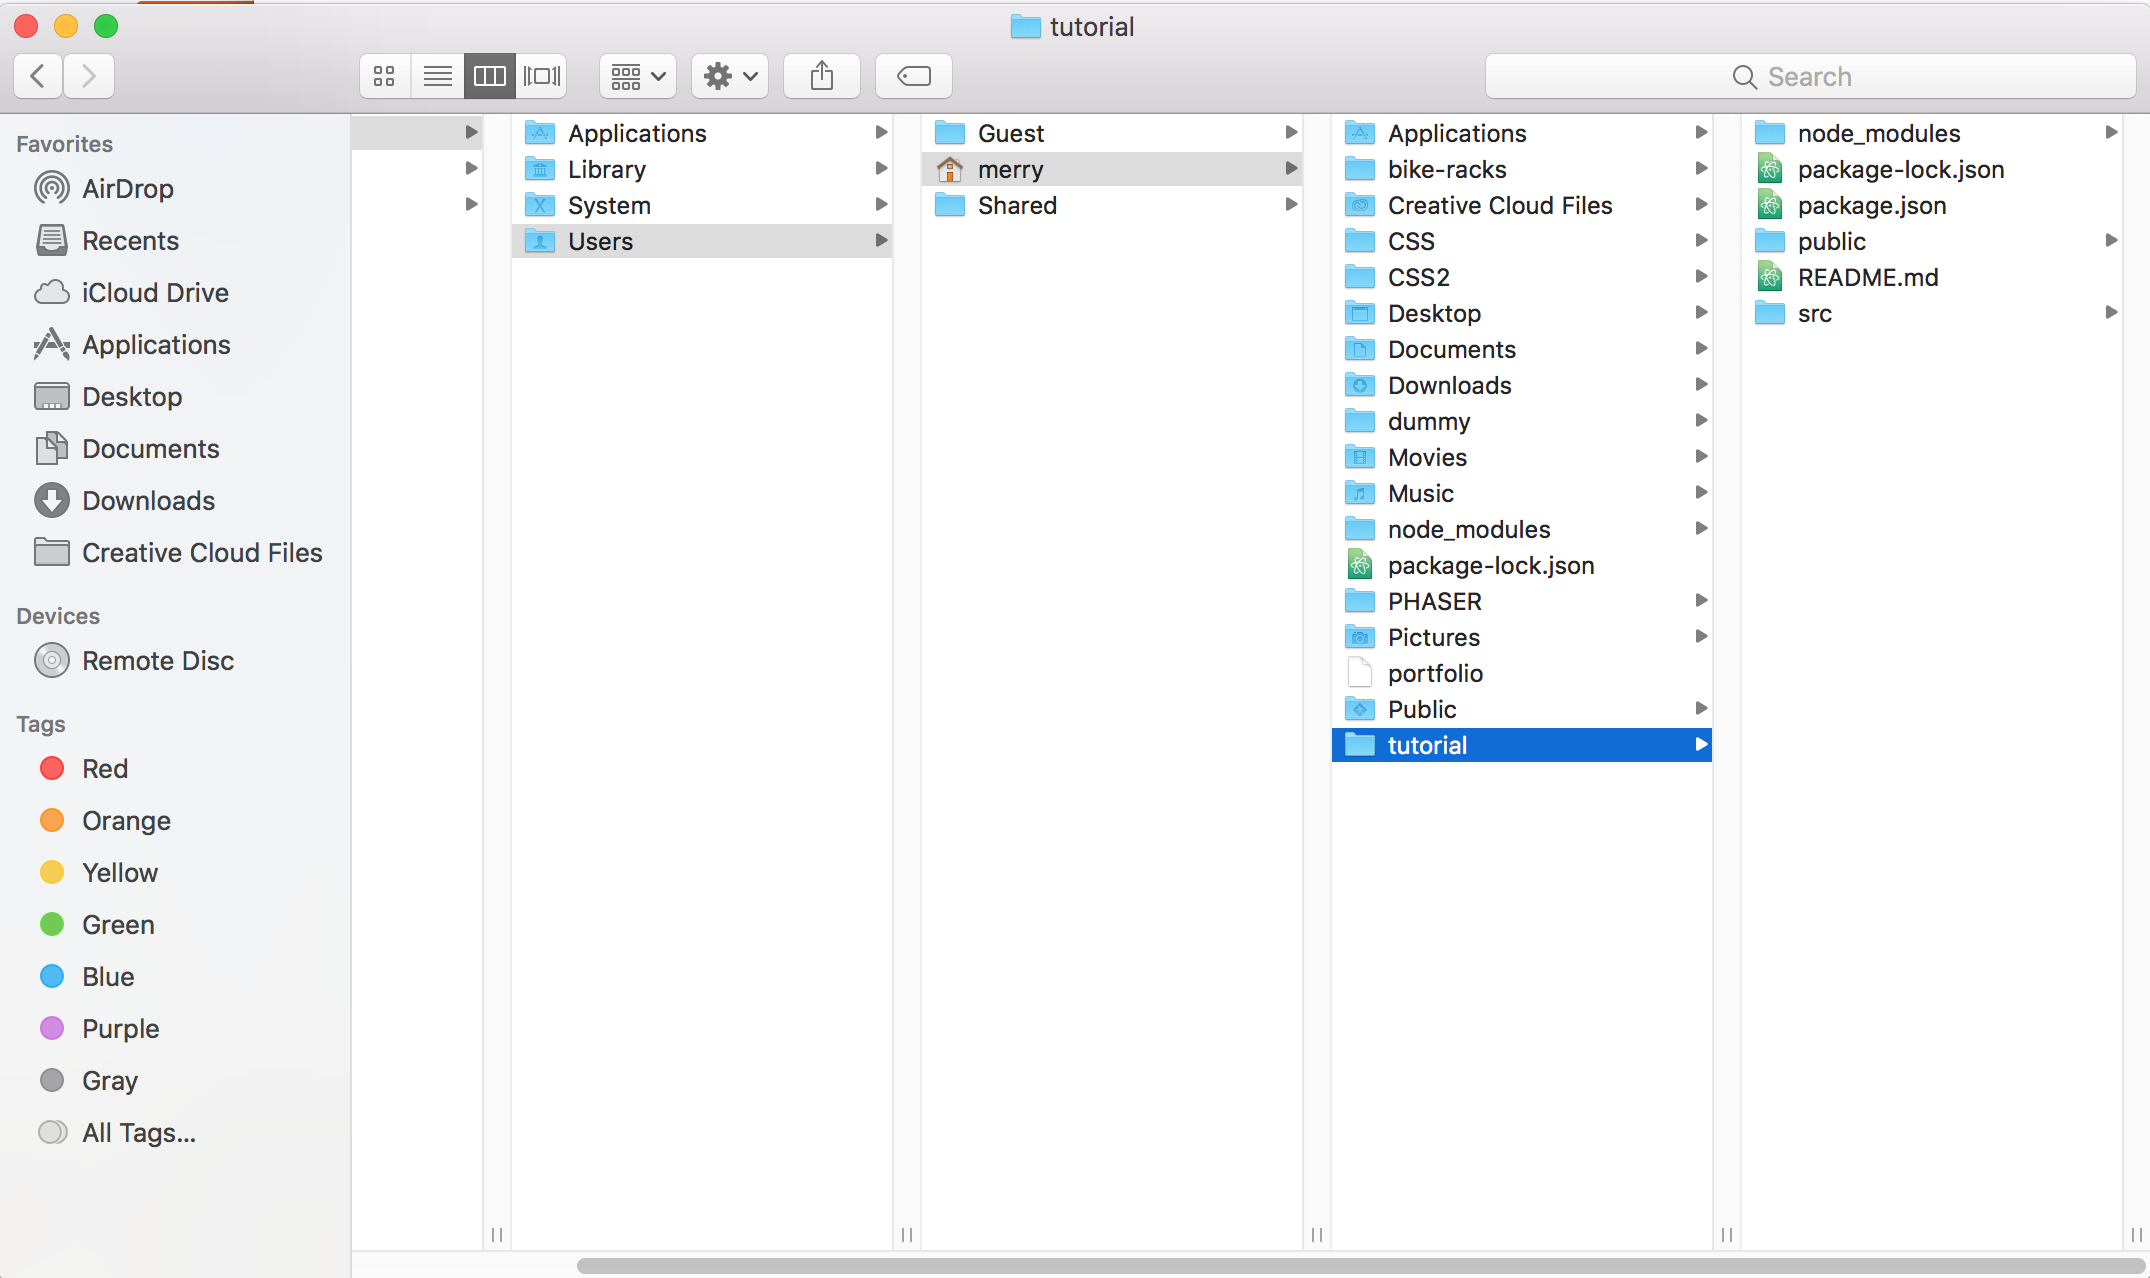 tutorial
Search
Favorites
AirDrop
Recents
iCloud Drive
Applications
Desktop
Documents
Downloads
Creative Cloud Files
Devices
Remote Disc
Tags
Red
Orange
Yellow
Green
Blue
Purple
Gray
All Tags...
Applications
Library
System
Users
Guest
merry
Shared
Applications
bike-racks
Creative Cloud Files
CSS
CSS2
Desktop
Documents
Downloads
dummy
Movies
Music
node_modules
package-lock.json
PHASER
Pictures
portfolio
Public
tutorial
node_modules
package-lock.json
package.json
public
README.md
src